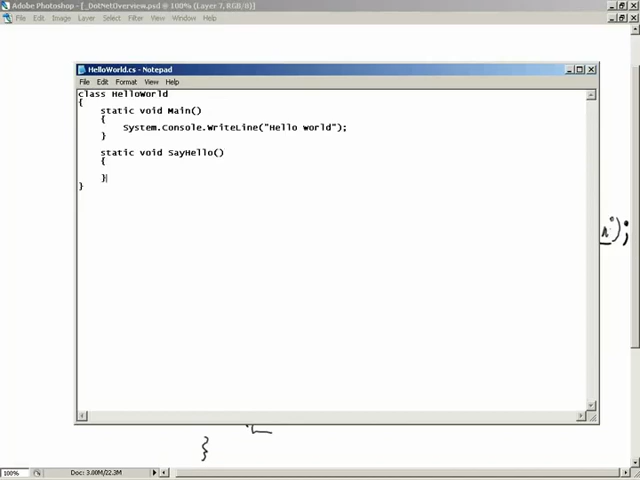 Adobe Photoshop - [_DotNetOverview.psd @ 100% (Layer 7, RGB/8)]
File Edit Image Layer Select Filter View Window Help
HelloWorld.cs - Notepad
File Edit Format View Help
class HelloWorld
{
static void Main()
{
System.Console.WriteLine("Hello world");
}
static void SayHello()
{
}
}
);
}
100% Doc: 3.00M/22.3M